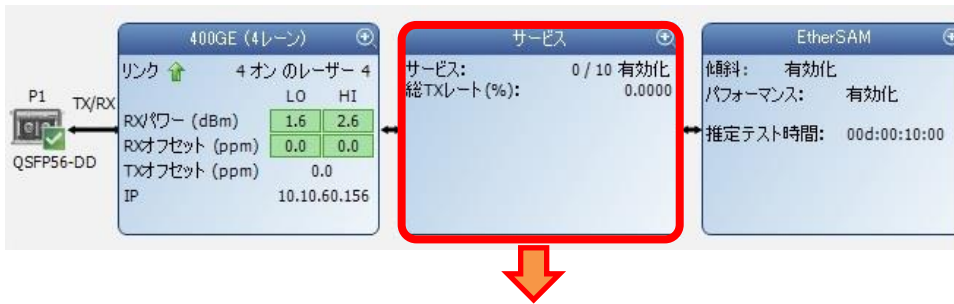 P1
TX/RX
QSFP56-DD
400GE (4レーン)
リンク 4 オン のレーザー 4
LO HI
RXパワー (dBm) 1.6 2.6
RXオフセット (ppm) 0.0 0.0
TXオフセット (ppm) 0.0
IP 10.10.60.156
サービス
サービス: 0 / 10 有効化
総TXレート(%): 0.0000
EtherSAM
傾斜: 有効化
パフォーマンス: 有効化
推定テスト時間: 00d:00:10:00